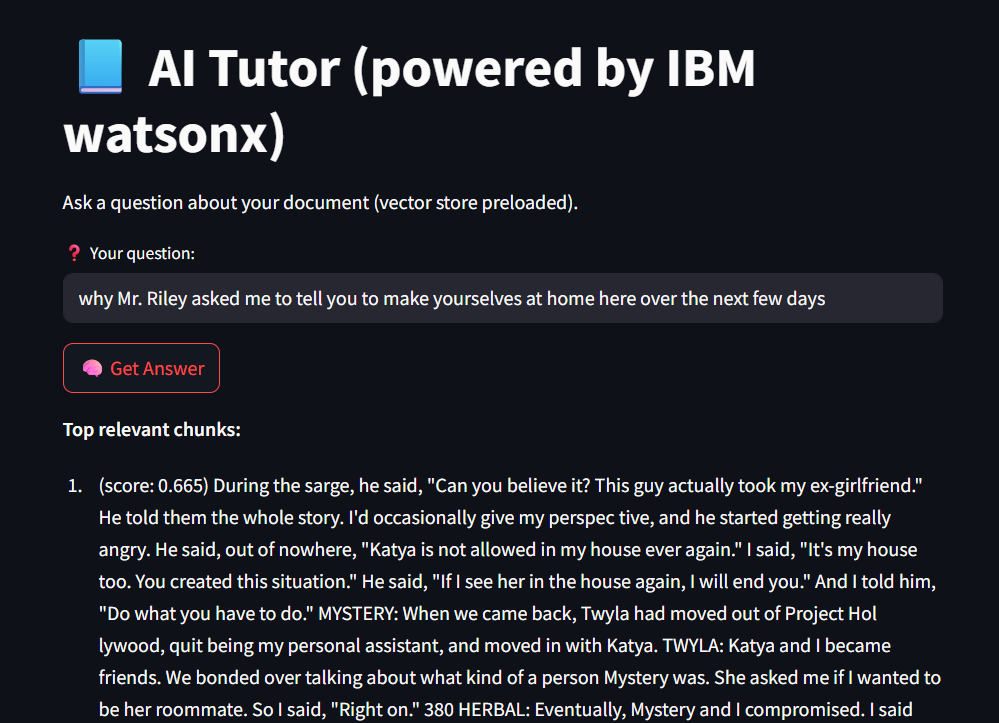 📘 AI Tutor (powered by IBM
watsonx)
Ask a question about your document (vector store preloaded).
❓ Your question:
why Mr. Riley asked me to tell you to make yourselves at home here over the next few days
🧠 Get Answer
Top relevant chunks:
1. (score: 0.665) During the sarge, he said, "Can you believe it? This guy actually took my ex-girlfriend."
He told them the whole story. I'd occasionally give my perspec tive, and he started getting really
angry. He said, out of nowhere, "Katya is not allowed in my house ever again." I said, "It's my house
too. You created this situation." He said, "If I see her in the house again, I will end you." And I told him,
"Do what you have to do." MYSTERY: When we came back, Twyla had moved out of Project Hol
lywood, quit being my personal assistant, and moved in with Katya. TWYLA: Katya and I became
friends. We bonded over talking about what kind of a person Mystery was. She asked me if I wanted to
be her roommate. So I said, "Right on." 380 HERBAL: Eventually, Mystery and I compromised. I said